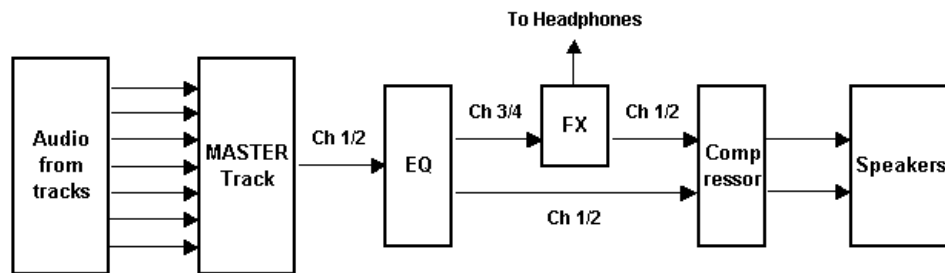 To Headphones
Audio
from
tracks
MASTER
Track
Ch 1/2
EQ
Ch 3/4
FX
Ch 1/2
Ch 1/2
Comp
ressor
Speakers